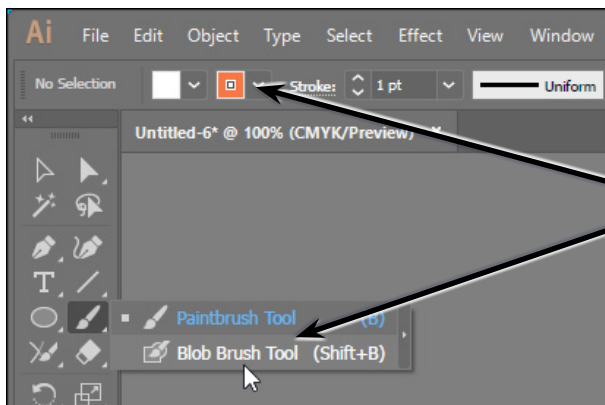 Ai File Edit Object Type Select Effect View Window
No Selection Stroke: 1 pt Uniform
Untitled-6* @ 100% (CMYK/Preview) ×
Paintbrush Tool (B)
Blob Brush Tool (Shift+B)